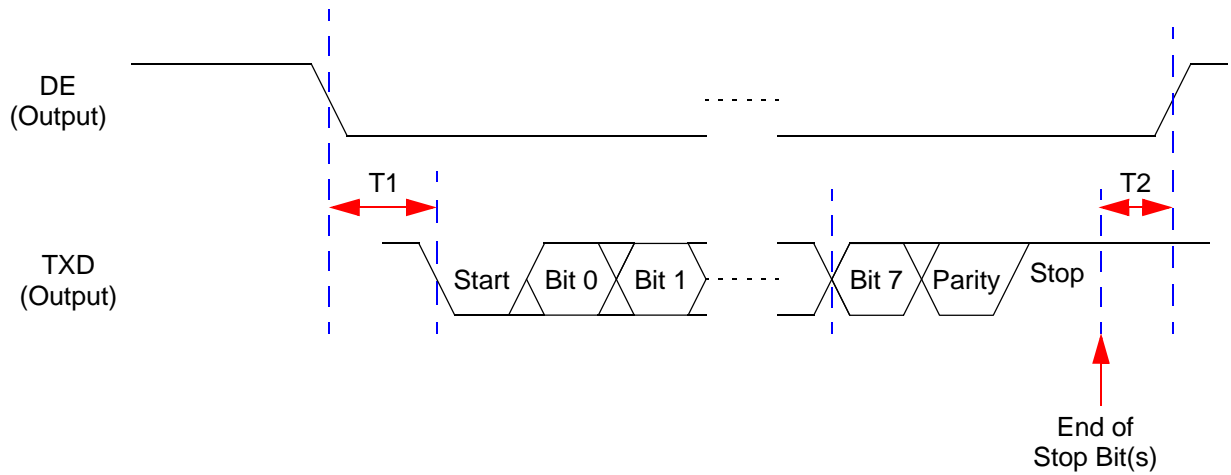 DE
(Output)
T1
T2
TXD
(Output)
Start
Bit 0
Bit 1
Bit 7
Parity
Stop
End of
Stop Bit(s)